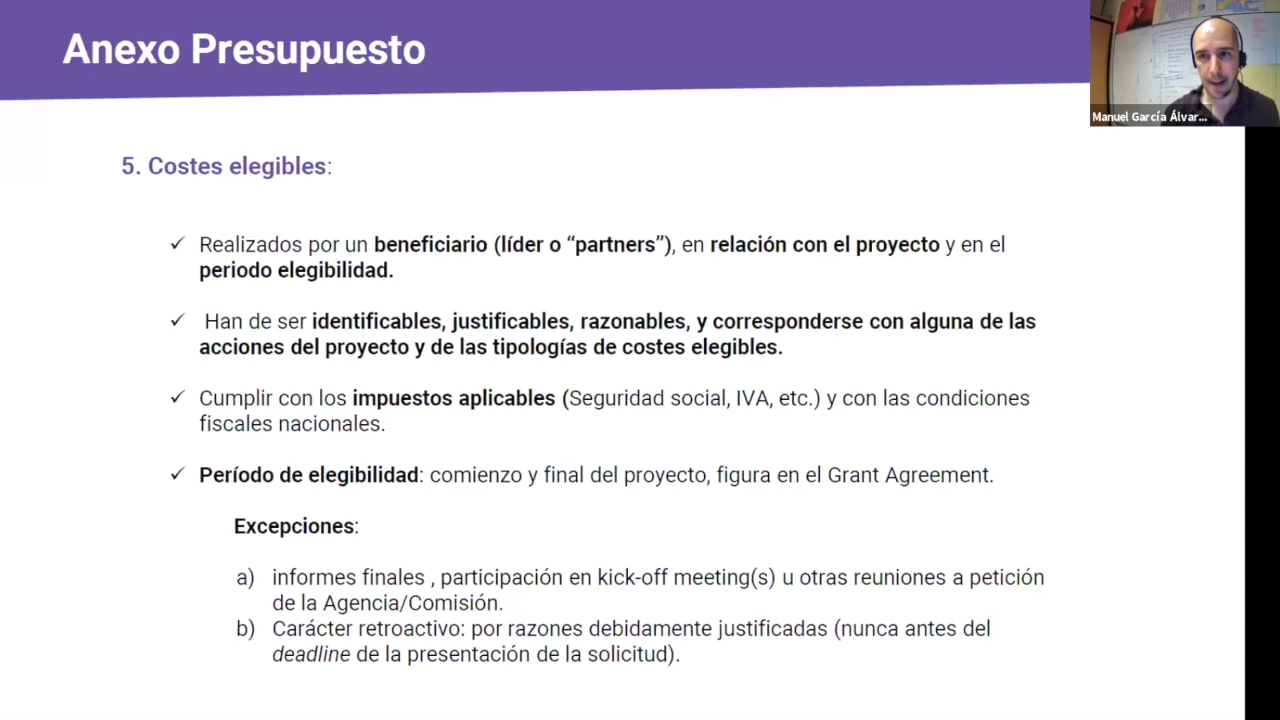 Anexo Presupuesto
Manuel García Álvar...
5. Costes elegibles:
✓ Realizados por un beneficiario (líder o “partners”), en relación con el proyecto y en el
periodo elegibilidad.
✓ Han de ser identificables, justificables, razonables, y corresponderse con alguna de las
acciones del proyecto y de las tipologías de costes elegibles.
✓ Cumplir con los impuestos aplicables (Seguridad social, IVA, etc.) y con las condiciones
fiscales nacionales.
✓ Período de elegibilidad: comienzo y final del proyecto, figura en el Grant Agreement.
Excepciones:
a) informes finales , participación en kick-off meeting(s) u otras reuniones a petición
de la Agencia/Comisión.
b) Carácter retroactivo: por razones debidamente justificadas (nunca antes del
deadline de la presentación de la solicitud).